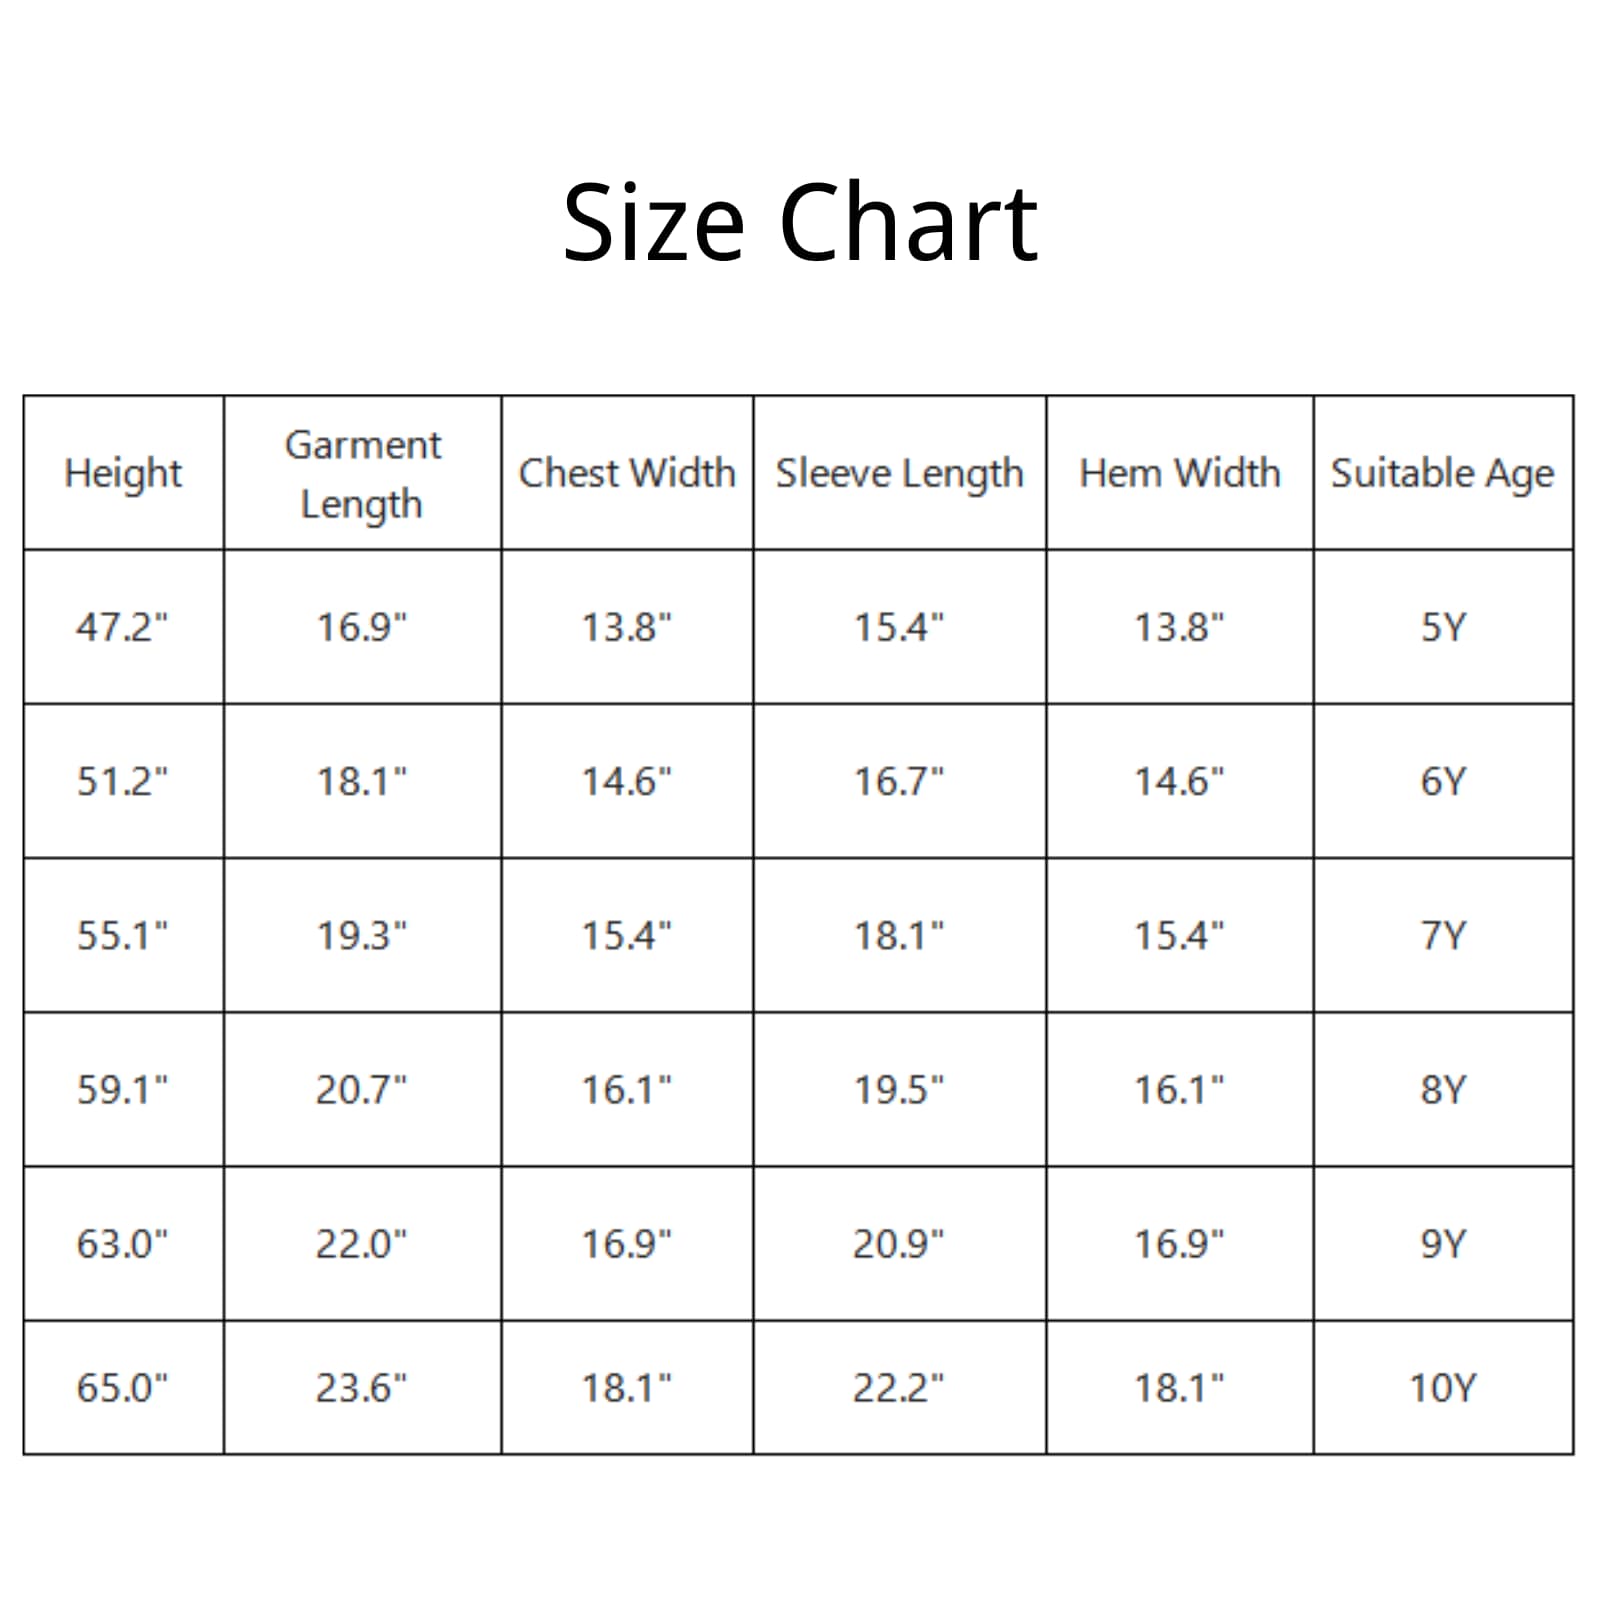 Size Chart
Height Garment Length Chest Width Sleeve Length Hem Width Suitable Age
47.2" 16.9" 13.8" 15.4" 13.8" 5Y
51.2" 18.1" 14.6" 16.7" 14.6" 6Y
55.1" 19.3" 15.4" 18.1" 15.4" 7Y
59.1" 20.7" 16.1" 19.5" 16.1" 8Y
63.0" 22.0" 16.9" 20.9" 16.9" 9Y
65.0" 23.6" 18.1" 22.2" 18.1" 10Y